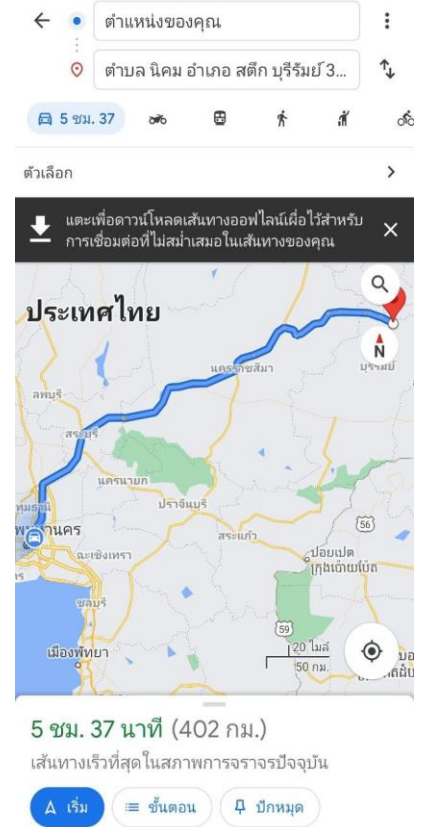 ตำแหน่งของคุณ
ตำบล นิคม อำเภอ สตึก บุรีรัมย์ 3...
5 ชม. 37
ตัวเลือก
แตะเพื่อดาวน์โหลดเส้นทางออฟไลน์เผื่อไว้สำหรับ
การเชื่อมต่อที่ไม่สม่ำเสมอในเส้นทางของคุณ
ประเทศไทย
N
นครราชสีมา
บุรีรัมย์
ลพบุรี
สระบุรี
นครนายก
ปราจีนบุรี
สระแก้ว
56
ปอยเปต
ฉะเชิงเทรา
ชลบุรี
59
20 ไมล์
50 กม.
เมืองพัทยา
5 ชม. 37 นาที (402 กม.)
เส้นทางเร็วที่สุดในสภาพการจราจรปัจจุบัน
เริ่ม
ขั้นตอน
ปักหมุด